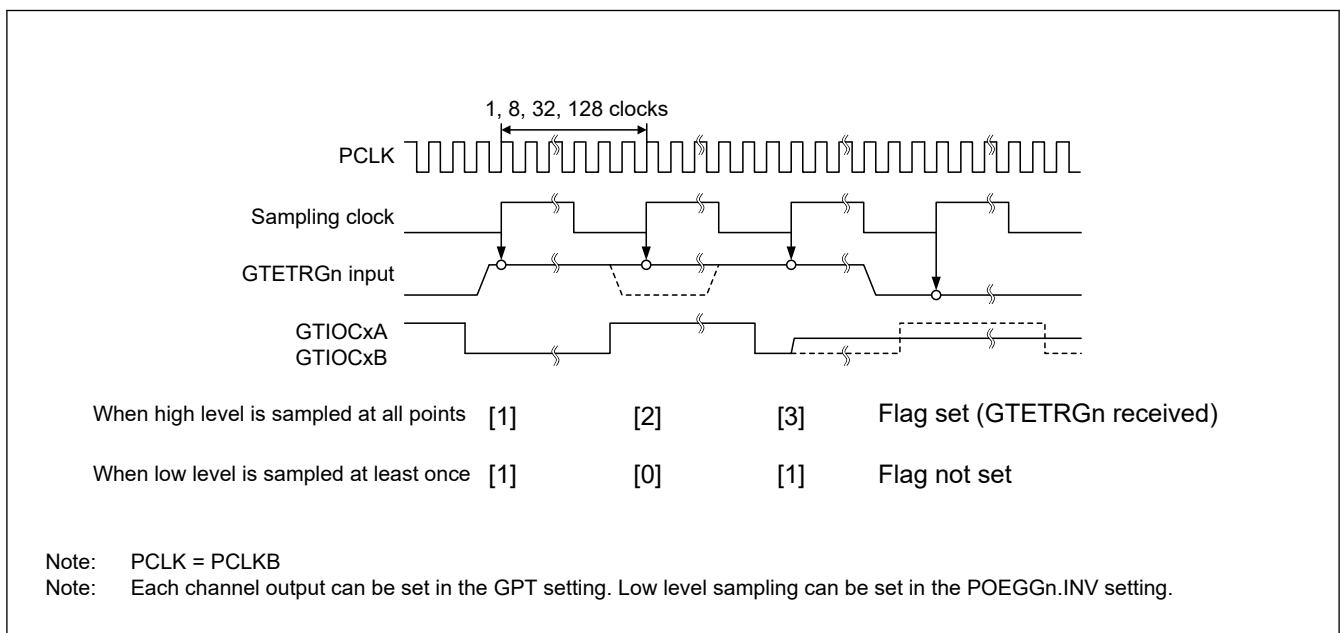 1, 8, 32, 128 clocks
PCLK
Sampling clock
GTETRGn input
GTIOCxA
GTIOCxB
When high level is sampled at all points [1] [2] [3] Flag set (GTETRGn received)
When low level is sampled at least once [1] [0] [1] Flag not set
Note: PCLK = PCLKB
Note: Each channel output can be set in the GPT setting. Low level sampling can be set in the POEGGn.INV setting.